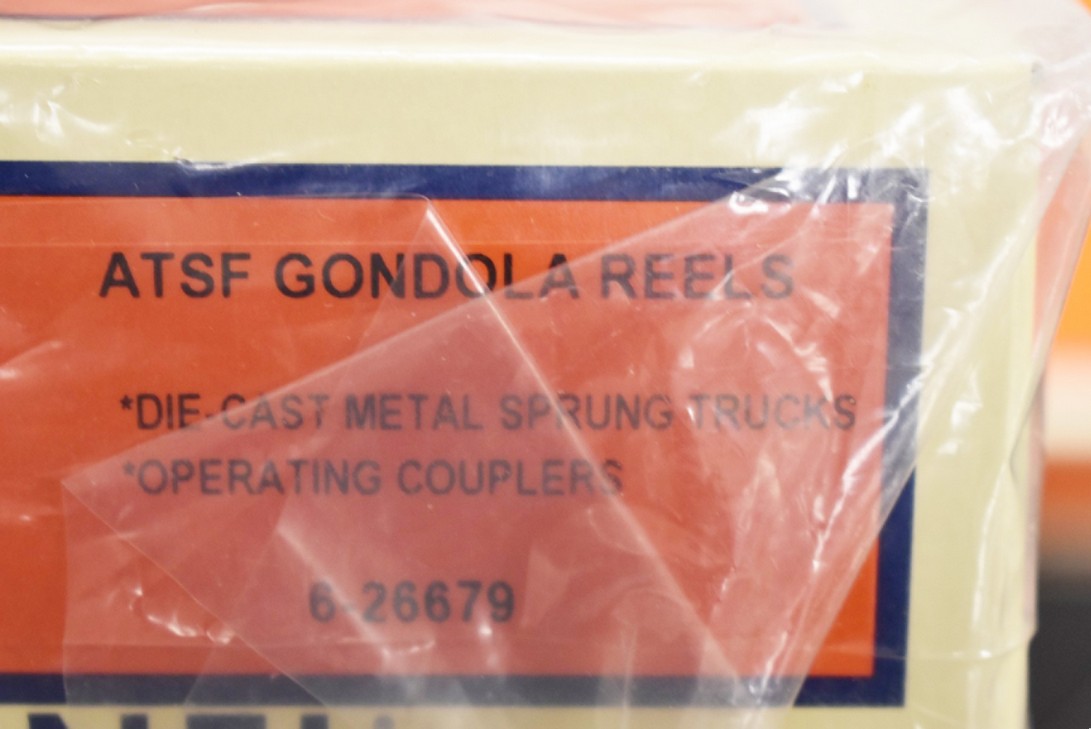 ATSF GONDOLA REELS
*DIE-CAST METAL SPRUNG TRUCKS
*OPERATING COUPLERS
6-26679